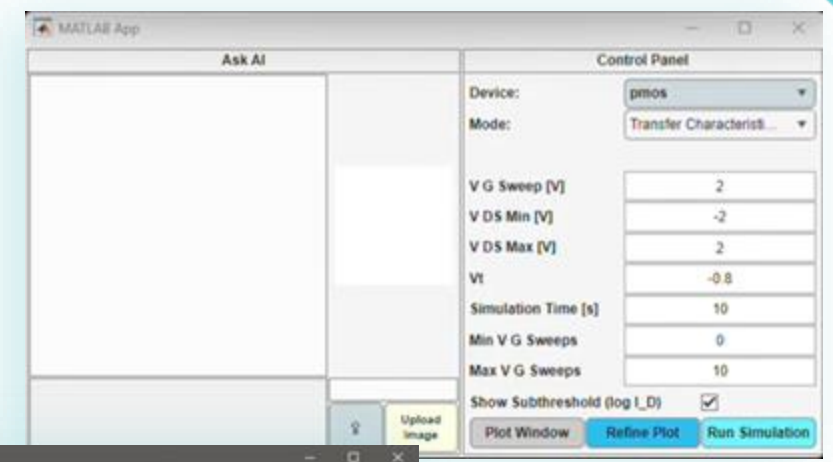 MATLAB App
Ask AI
Control Panel
Device:
pmos
Mode:
Transfer Characteristi...
V G Sweep [V]
2
V DS Min [V]
-2
V DS Max [V]
2
Vt
-0.8
Simulation Time [s]
10
Min V G Sweeps
0
Max V G Sweeps
10
Show Subthreshold (log I_D)
Upload
Image
Plot Window
Refine Plot
Run Simulation